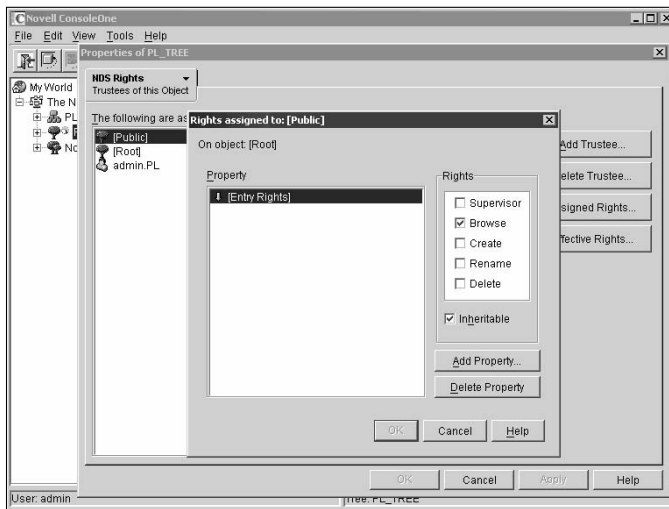 Novell ConsoleOne
File Edit View Tools Help
Properties of PL_TREE
NDS Rights
Trustees of this Object
My World
The N
PL
No
The following are as
[Public]
[Root]
admin.PL
Rights assigned to: [Public]
On object: [Root]
Property
[Entry Rights]
Rights
Supervisor
Browse
Create
Rename
Delete
Inheritable
Add Property...
Delete Property
OK
Cancel
Help
Add Trustee...
elete Trustee...
signed Rights...
ffective Rights...
OK
Cancel
Apply
Help
User: admin
Tree: PL_TREE